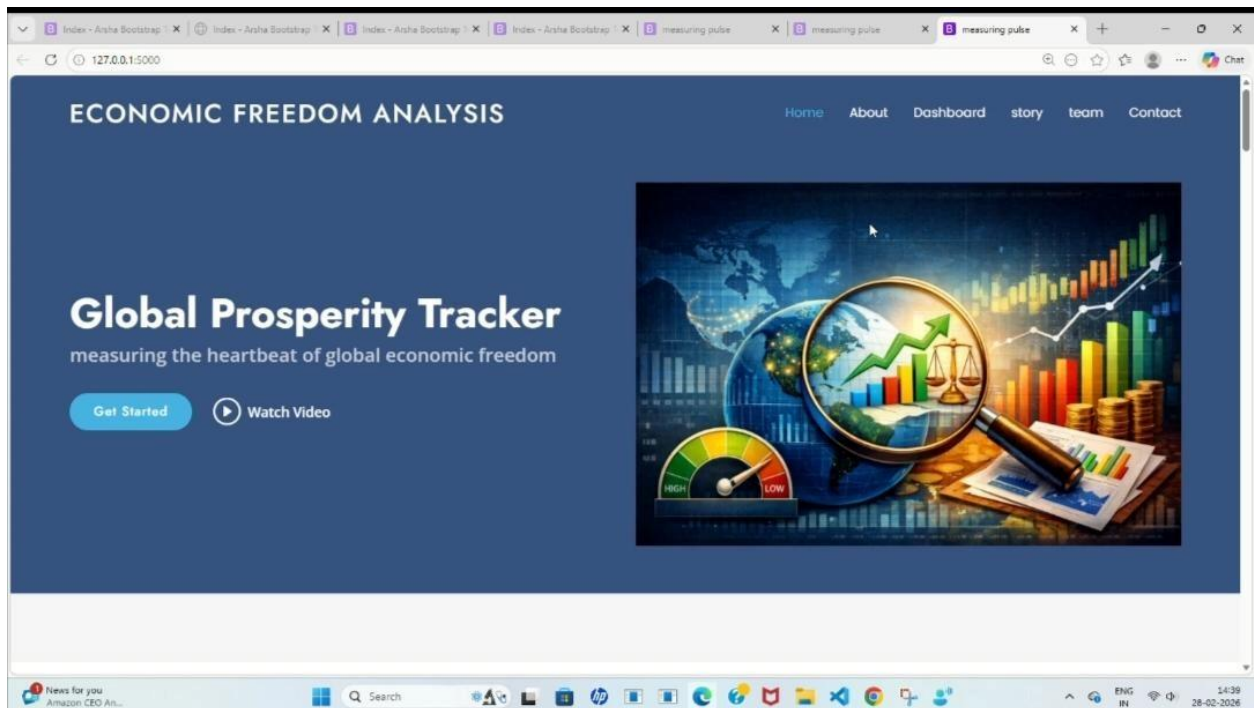 Index - Arsha Bootstrap T
Index - Arsha Bootstrap
Index - Arsha Bootstrap T
Index - Arsha Bootstrap T
measuring pulse
measuring pulse
measuring pulse
127.0.0.1:5000
Chat
ECONOMIC FREEDOM ANALYSIS
Home About Dashboard story team Contact
Global Prosperity Tracker
measuring the heartbeat of global economic freedom
Get Started
Watch Video
HIGH
LOW
News for you
Amazon CEO An...
Search
ENG
IN
14:39
28-02-2026